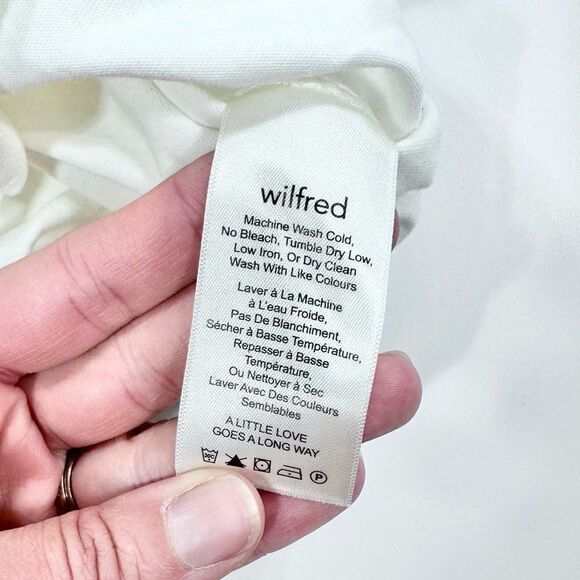 wilfred
Machine Wash Cold,
No Bleach, Tumble Dry Low,
Low Iron, Or Dry Clean
Wash With Like Colours
Laver à La Machine
à L'eau Froide,
Pas De Blanchiment,
Sécher à Basse Température,
Repasser à Basse
Température,
Ou Nettoyer à Sec
Laver Avec Des Couleurs
Semblables
A LITTLE LOVE
GOES A LONG WAY
30C P